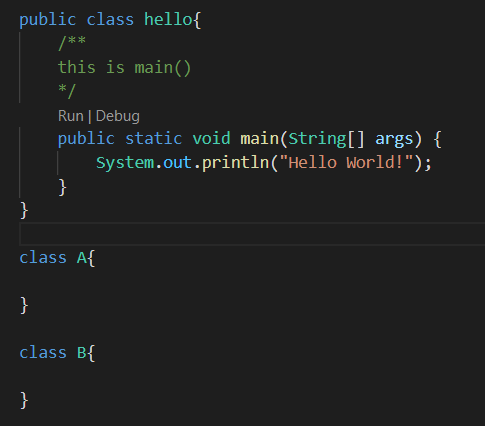 public class hello{
/**
this is main()
*/
Run | Debug
public static void main(String[] args) {
System.out.println("Hello World!");
}
}
class A{
}
class B{
}